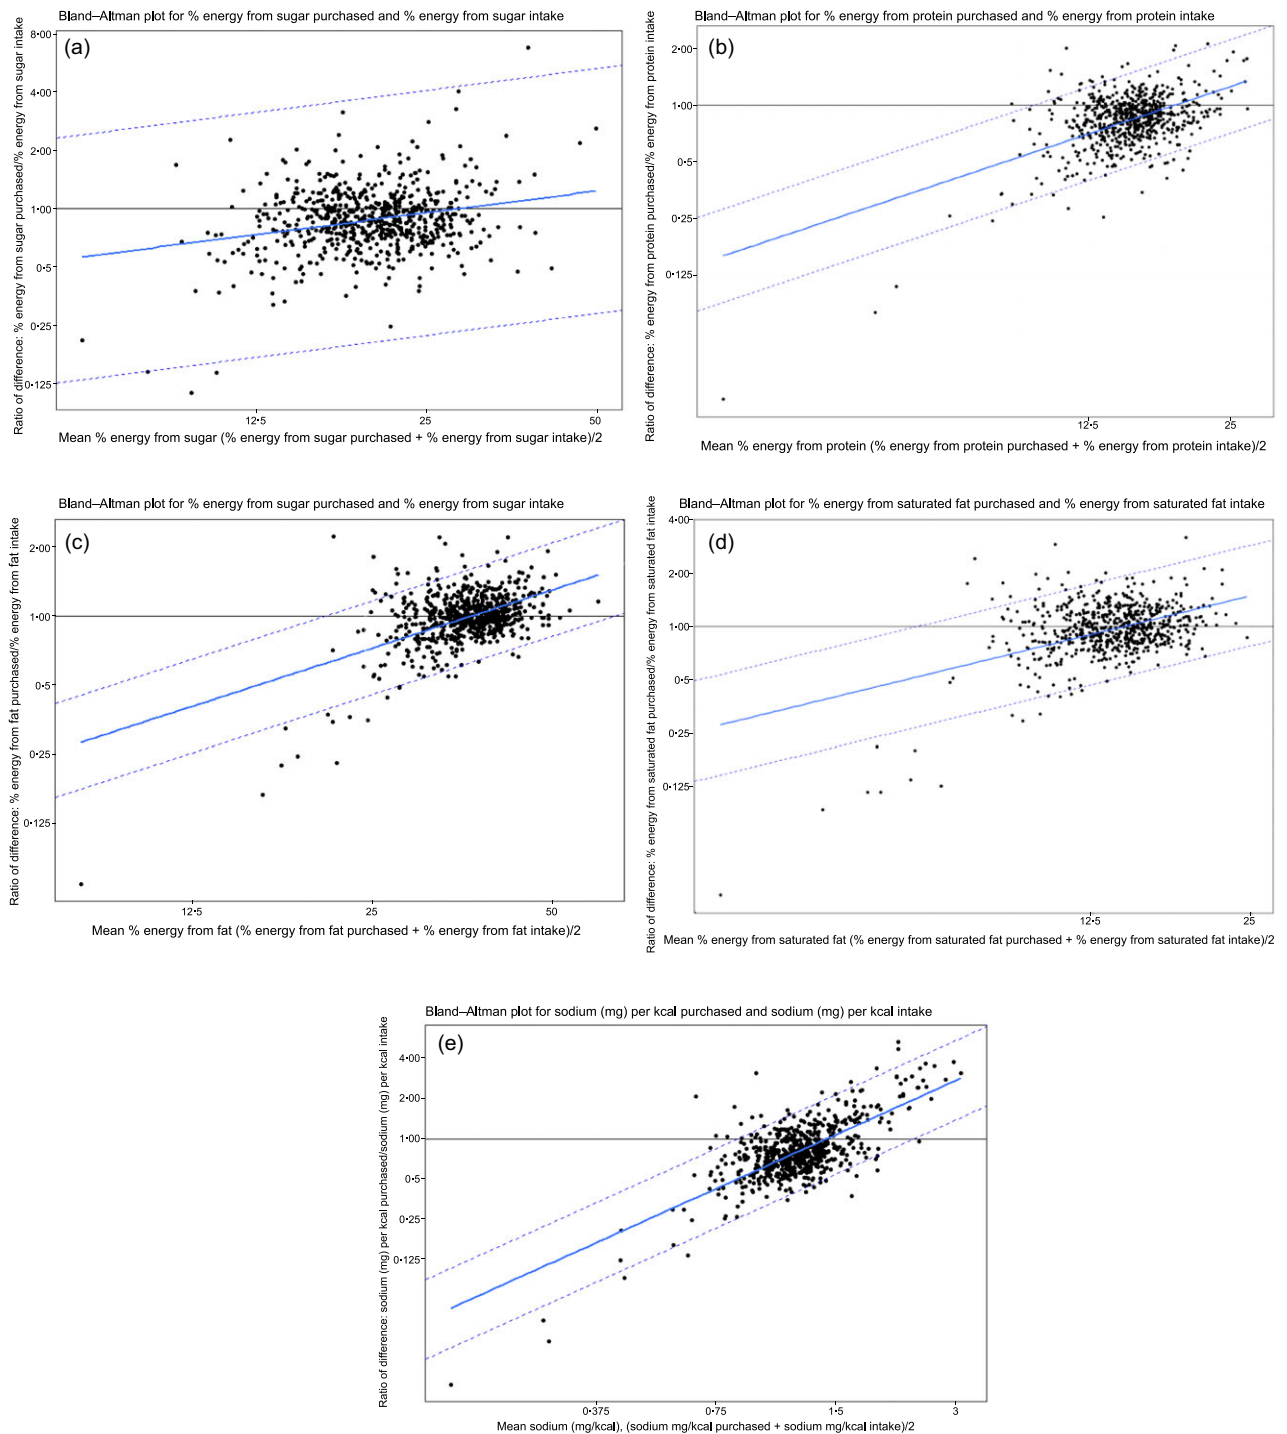 Bland–Altman plot for % energy from sugar purchased and % energy from sugar intake
(a)
Ratio of difference: % energy from sugar purchased/% energy from sugar intake
8·00
4·00
2·00
1·00
0·5
0·25
0·125
12·5 25 50
Mean % energy from sugar (% energy from sugar purchased + % energy from sugar intake)/2
Bland–Altman plot for % energy from protein purchased and % energy from protein intake
(b)
Ratio of difference: % energy from protein purchased/% energy from protein intake
2·00
1·00
0·5
0·25
0·125
12·5 25
Mean % energy from protein (% energy from protein purchased + % energy from protein intake)/2
Bland–Altman plot for % energy from sugar purchased and % energy from sugar intake
(c)
Ratio of difference: % energy from fat purchased/% energy from fat intake
2·00
1·00
0·5
0·25
0·125
12·5 25 50
Mean % energy from fat (% energy from fat purchased + % energy from fat intake)/2
Bland–Altman plot for % energy from saturated fat purchased and % energy from saturated fat intake
(d)
Ratio of difference: % energy from saturated fat purchased/% energy from saturated fat intake
4·00
2·00
1·00
0·5
0·25
0·125
12·5 25
Mean % energy from saturated fat (% energy from saturated fat purchased + % energy from saturated fat intake)/2
Bland–Altman plot for sodium (mg) per kcal purchased and sodium (mg) per kcal intake
(e)
Ratio of difference: sodium (mg) per kcal purchased/sodium (mg) per kcal intake
4·00
2·00
1·00
0·5
0·25
0·125
0·375 0·75 1·5 3
Mean sodium (mg/kcal), (sodium mg/kcal purchased + sodium mg/kcal intake)/2